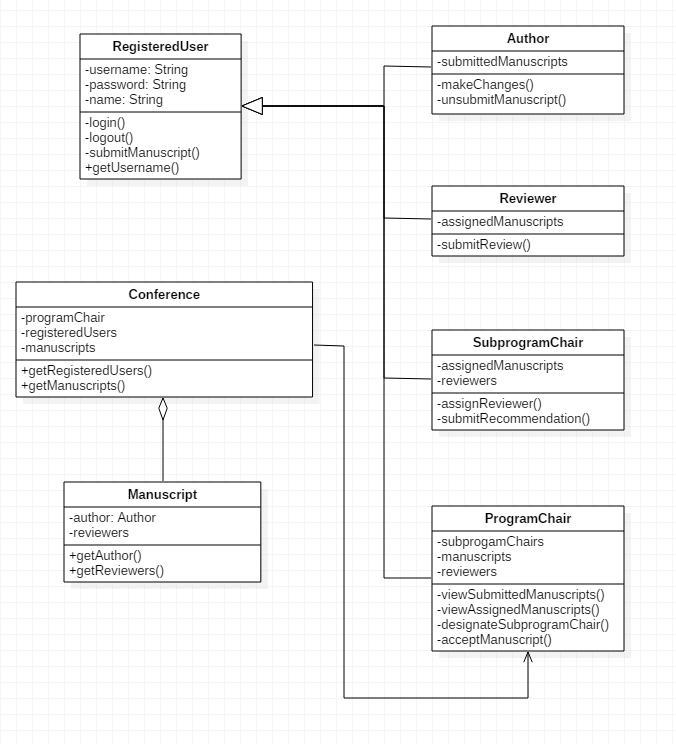 RegisteredUser
-username: String
-password: String
-name: String
-login()
-logout()
-submitManuscript()
+getUsername()
Author
-submittedManuscripts
-makeChanges()
-unsubmitManuscript()
Reviewer
-assignedManuscripts
-submitReview()
Conference
-programChair
-registeredUsers
-manuscripts
+getRegisteredUsers()
+getManuscripts()
SubprogramChair
-assignedManuscripts
-reviewers
-assignReviewer()
-submitRecommendation()
Manuscript
-author: Author
-reviewers
+getAuthor()
+getReviewers()
ProgramChair
-subprogamChairs
-manuscripts
-reviewers
-viewSubmittedManuscripts()
-viewAssignedManuscripts()
-designateSubprogramChair()
-acceptManuscript()